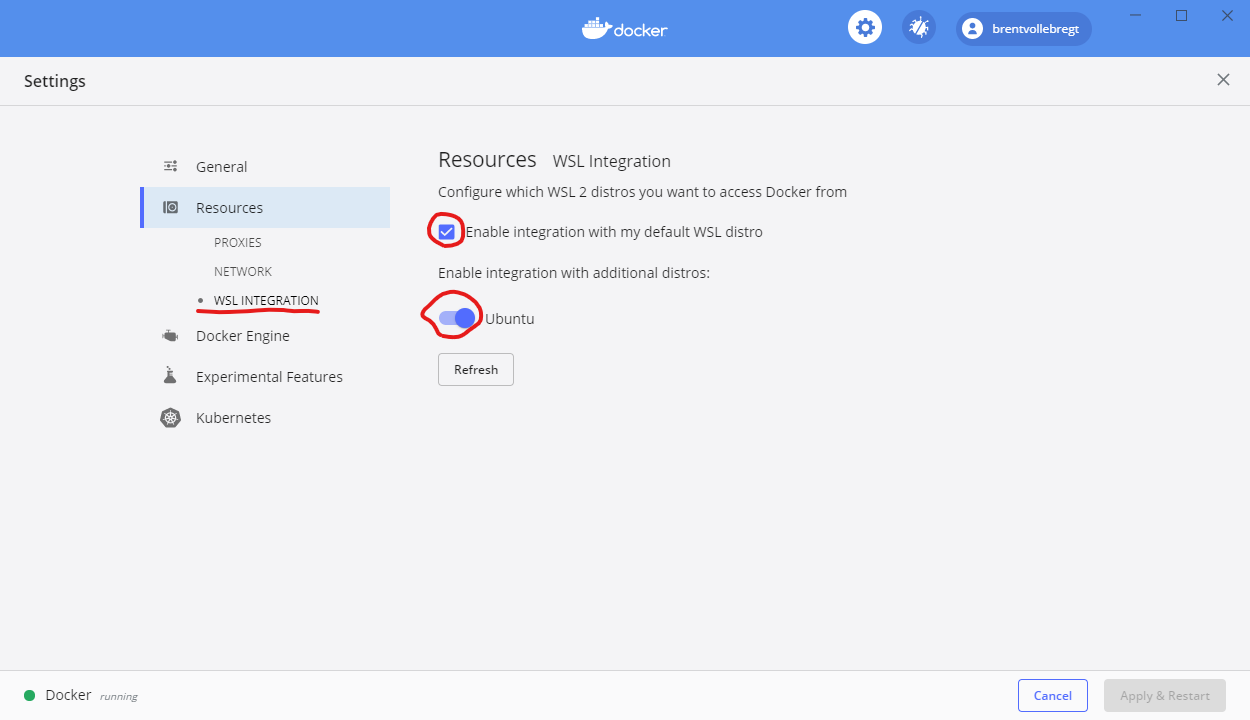 docker
brentvollebregt
Settings
General
Resources
PROXIES
NETWORK
WSL INTEGRATION
Docker Engine
Experimental Features
Kubernetes
Resources WSL Integration
Configure which WSL 2 distros you want to access Docker from
Enable integration with my default WSL distro
Enable integration with additional distros:
Ubuntu
Refresh
Docker running
Cancel
Apply & Restart